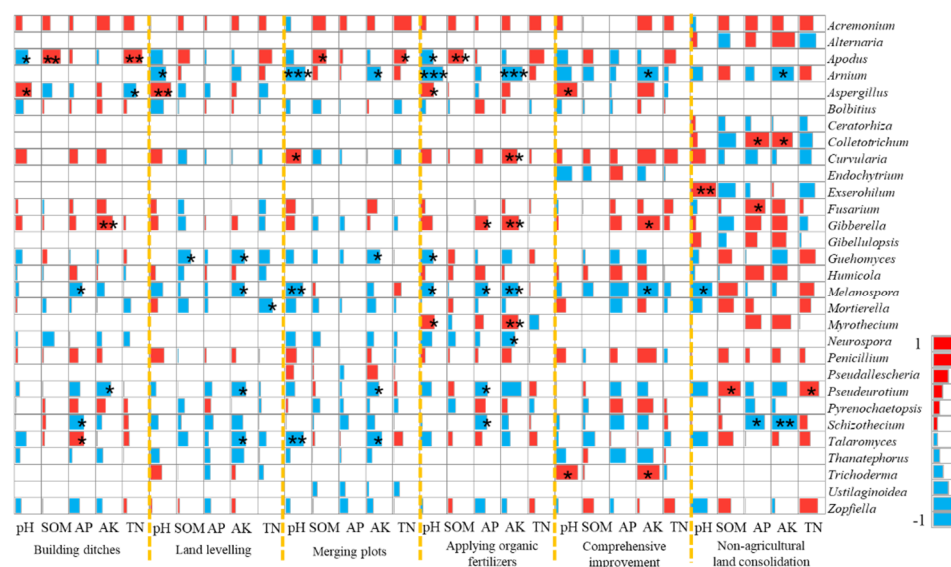 Acremonium
Alternaria
* ** ** * * * ** Apodus
* *** * *** *** * * Arnium
* * ** * * Aspergillus
Bolbitius
Ceratorhiza
* * Colletotrichum
* ** Curvularia
Endochytrium
** Exserohilum
* Fusarium
** * ** * Gibberella
Gibellulopsis
* * * * Guehomyces
Humicola
* * ** * * ** * * Melanospora
* Mortierella
* ** Myrothecium
* Neurospora
1
Penicillium
Pseudallescheria
* * * * * * Pseudeurotium
Pyrenochaetopsis
* * * ** Schizothecium
* * ** * Talaromyces
Thanatephorus
* * Trichoderma
Ustilaginoidea
-1
Zopfiella
pH SOM AP AK TN pH SOM AP AK TN pH SOM AP AK TN pH SOM AP AK TN pH SOM AP AK TN pH SOM AP AK TN
Building ditches Land levelling Merging plots Applying organic fertilizers Comprehensive improvement Non-agricultural land consolidation